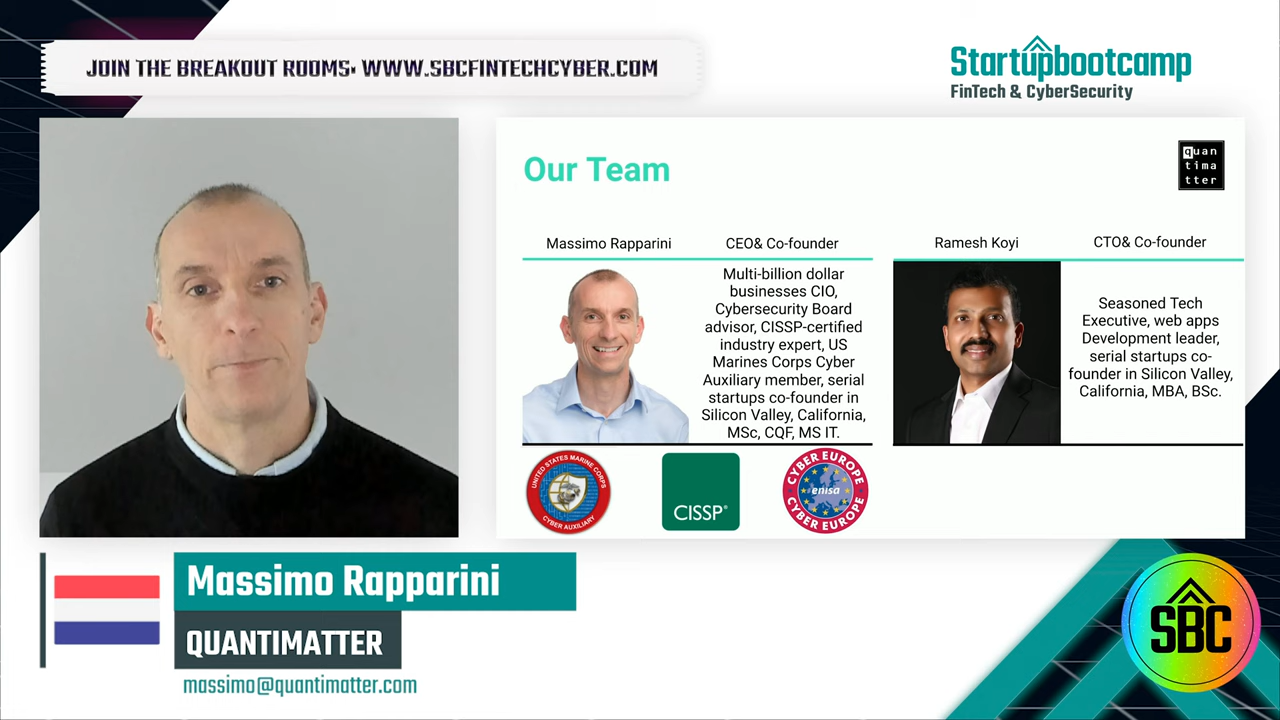 JOIN THE BREAKOUT ROOMS• WWW.SBCFINTECHCYBER.COM
Startupbootcamp
FinTech & CyberSecurity
Our Team
quan
tima
tter
Massimo Rapparini
CEO& Co-founder
Multi-billion dollar
businesses CIO,
Cybersecurity Board
advisor, CISSP-certified
industry expert, US
Marines Corps Cyber
Auxiliary member, serial
startups co-founder in
Silicon Valley, California,
MSc, CQF, MS IT.
Ramesh Koyi
CTO& Co-founder
Seasoned Tech
Executive, web apps
Development leader,
serial startups co-
founder in Silicon Valley,
California, MBA, BSc.
UNITED STATES MARINE CORPS
CYBER AUXILIARY
CISSP®
CYBER EUROPE
enisa
CYBER EUROPE
Massimo Rapparini
QUANTIMATTER
massimo@quantimatter.com
SBC